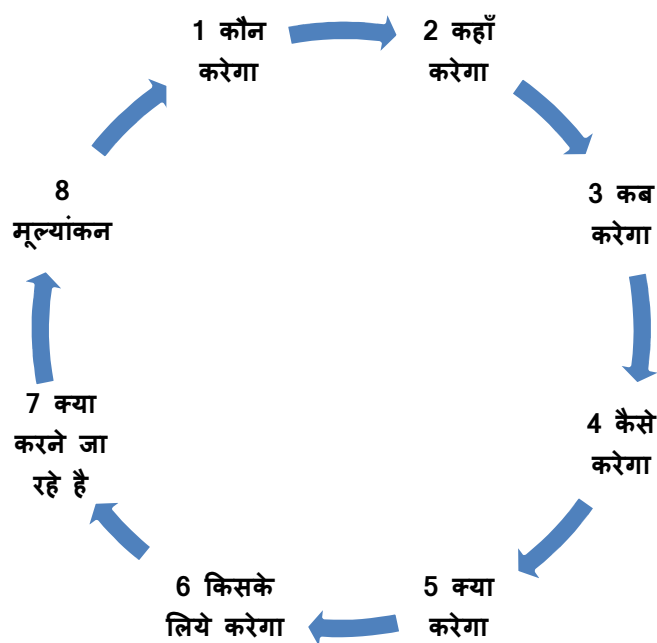 1 कौन
करेगा
2 कहाँ
करेगा
3 कब
करेगा
4 कैसे
करेगा
5 क्या
करेगा
6 किसके
लिये करेगा
7 क्या
करने जा
रहे है
8
मूल्यांकन